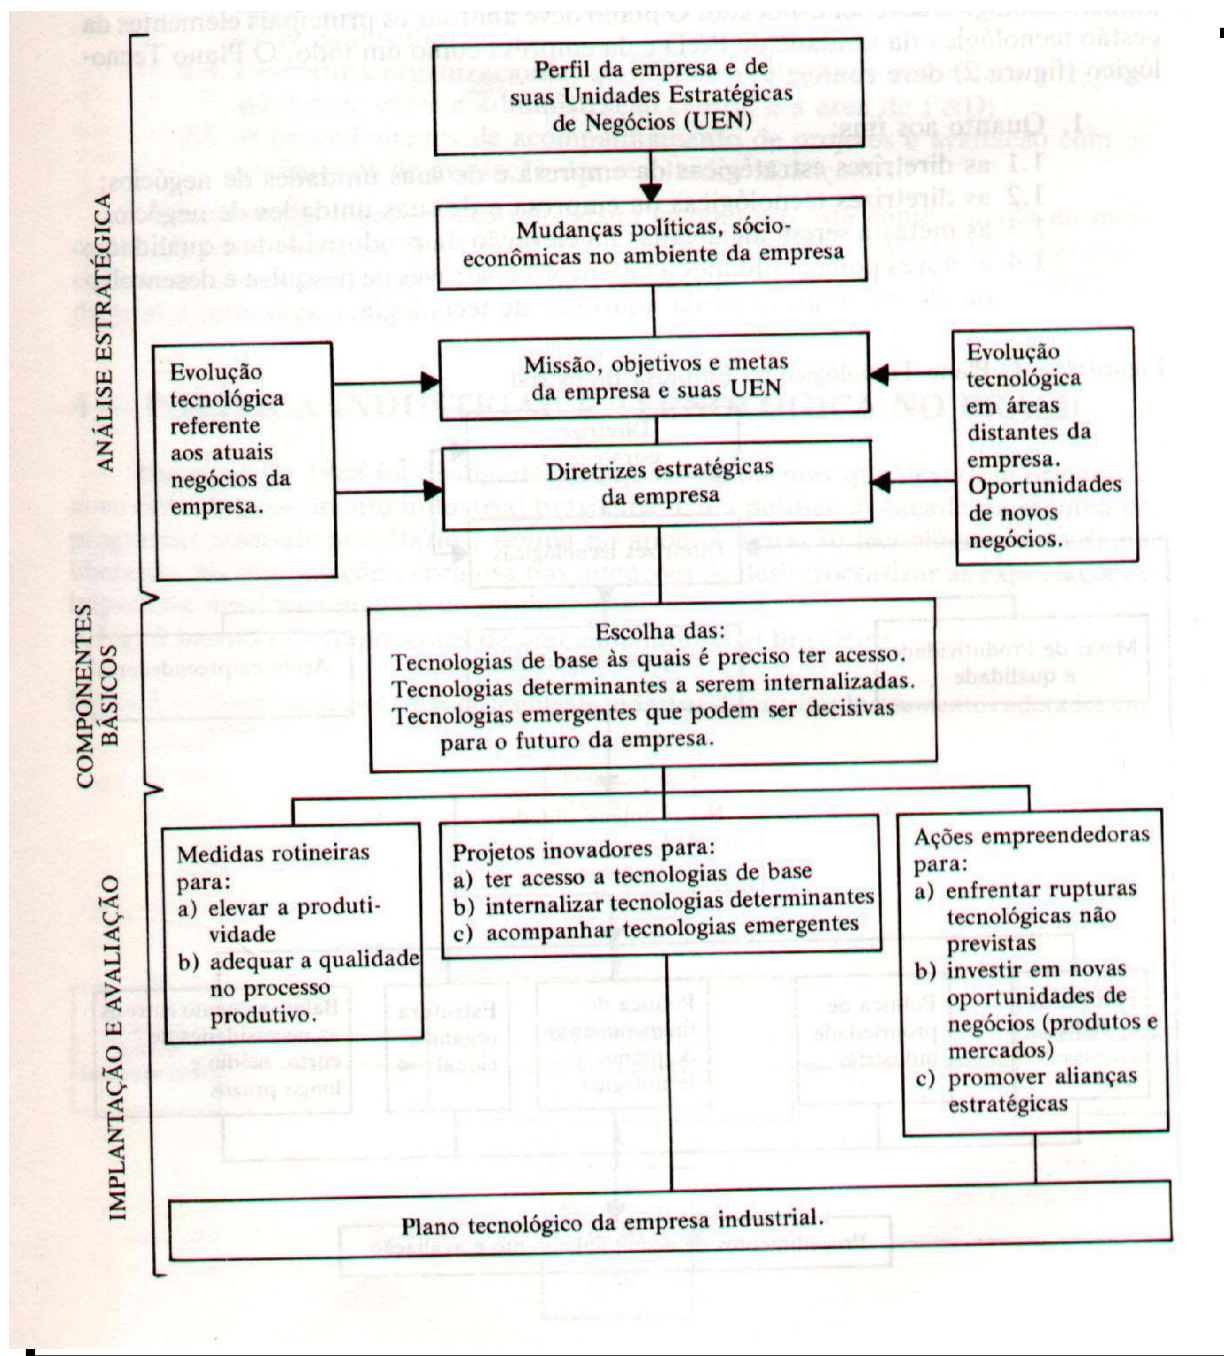 Perfil da empresa e de
suas Unidades Estratégicas
de Negócios (UEN)
Mudanças políticas, sócio-
econômicas no ambiente da empresa
ANÁLISE ESTRATÉGICA
Evolução
tecnológica
referente
aos atuais
negócios da
empresa.
Missão, objetivos e metas
da empresa e suas UEN
Diretrizes estratégicas
da empresa
Evolução
tecnológica
em áreas
distantes da
empresa.
Oportunidades
de novos
negócios.
COMPONENTES
BÁSICOS
Escolha das:
Tecnologias de base às quais é preciso ter acesso.
Tecnologias determinantes a serem internalizadas.
Tecnologias emergentes que podem ser decisivas
para o futuro da empresa.
IMPLANTAÇÃO E AVALIAÇÃO
Medidas rotineiras
para:
a) elevar a produti-
vidade
b) adequar a qualidade
no processo
produtivo.
Projetos inovadores para:
a) ter acesso a tecnologias de base
b) internalizar tecnologias determinantes
c) acompanhar tecnologias emergentes
Ações empreendedoras
para:
a) enfrentar rupturas
tecnológicas não
previstas
b) investir em novas
oportunidades de
negócios (produtos e
mercados)
c) promover alianças
estratégicas
Plano tecnológico da empresa industrial.